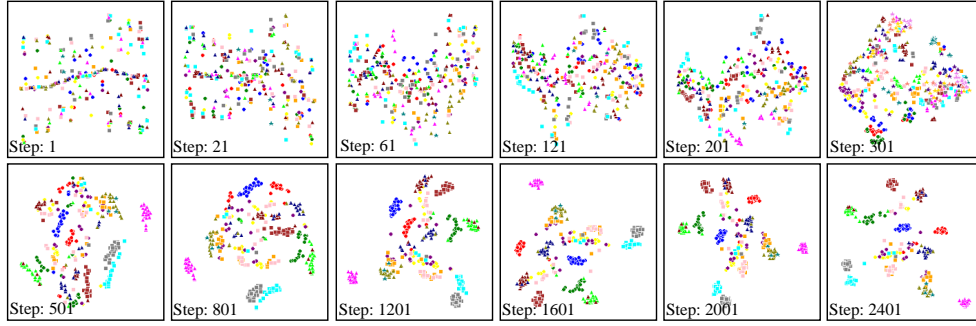 Step: 1
Step: 21
Step: 61
Step: 121
Step: 201
Step: 301
Step: 501
Step: 801
Step: 1201
Step: 1601
Step: 2001
Step: 2401